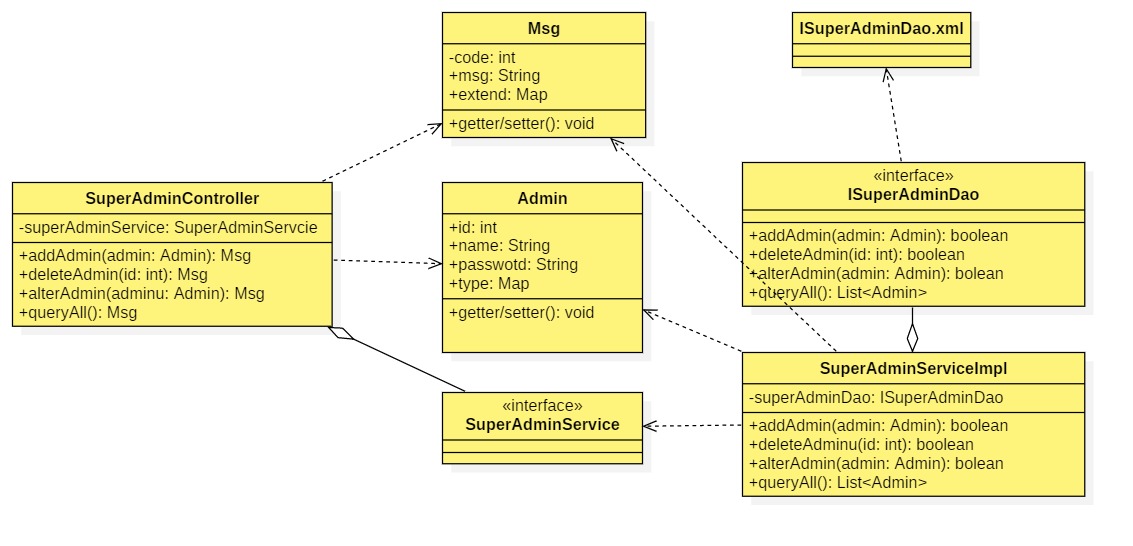 Msg
-code: int
+msg: String
+extend: Map
+getter/setter(): void
ISuperAdminDao.xml
SuperAdminController
-superAdminService: SuperAdminServcie
+addAdmin(admin: Admin): Msg
+deleteAdmin(id: int): Msg
+alterAdmin(adminu: Admin): Msg
+queryAll(): Msg
Admin
+id: int
+name: String
+passwotd: String
+type: Map
+getter/setter(): void
«interface»
ISuperAdminDao
+addAdmin(admin: Admin): boolean
+deleteAdmin(id: int): boolean
+alterAdmin(admin: Admin): bolean
+queryAll(): List<Admin>
«interface»
SuperAdminService
SuperAdminServiceImpl
-superAdminDao: ISuperAdminDao
+addAdmin(admin: Admin): boolean
+deleteAdminu(id: int): boolean
+alterAdmin(admin: Admin): bolean
+queryAll(): List<Admin>